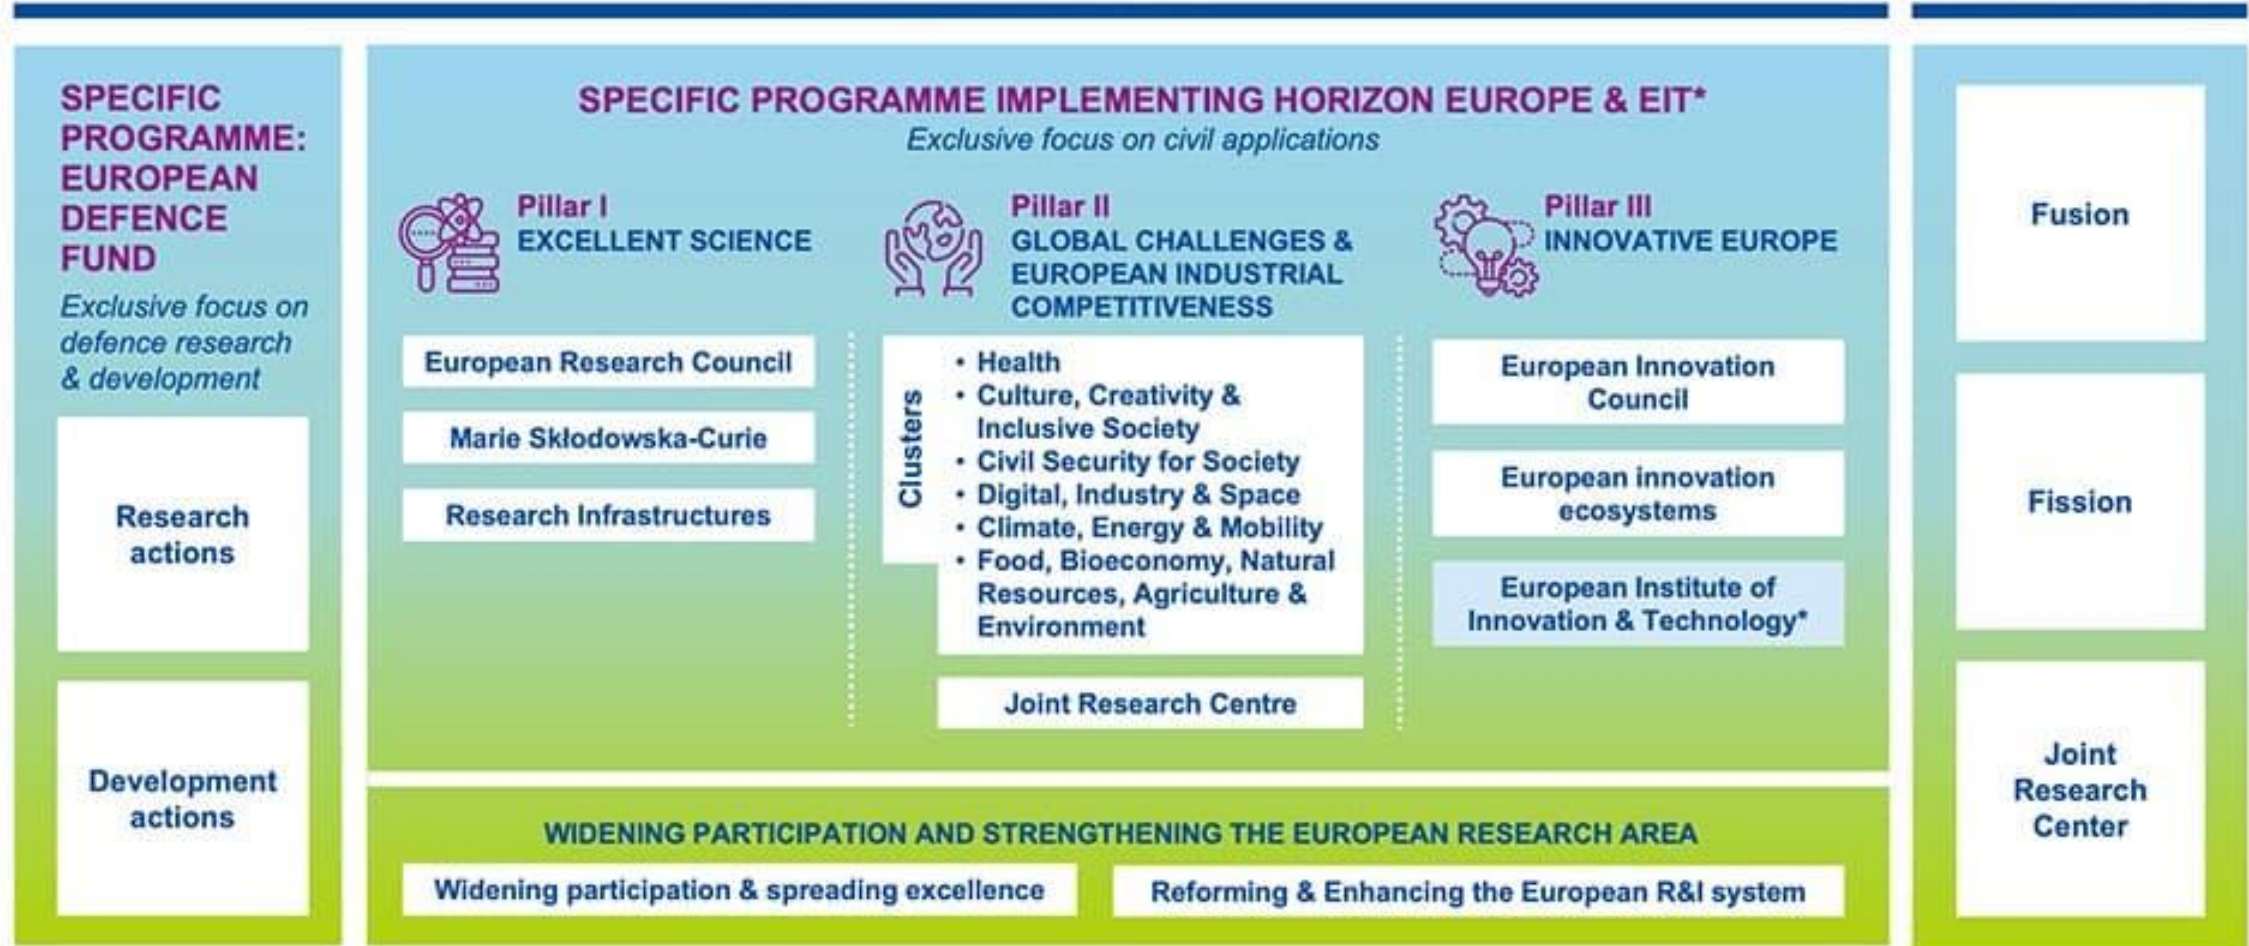 SPECIFIC
PROGRAMME:
EUROPEAN
DEFENCE
FUND
Exclusive focus on
defence research
& development
Research
actions
Development
actions
SPECIFIC PROGRAMME IMPLEMENTING HORIZON EUROPE & EIT*
Exclusive focus on civil applications
Pillar I
EXCELLENT SCIENCE
European Research Council
Marie Skłodowska-Curie
Research Infrastructures
Pillar II
GLOBAL CHALLENGES &
EUROPEAN INDUSTRIAL
COMPETITIVENESS
Clusters
• Health
• Culture, Creativity &
Inclusive Society
• Civil Security for Society
• Digital, Industry & Space
• Climate, Energy & Mobility
• Food, Bioeconomy, Natural
Resources, Agriculture &
Environment
Joint Research Centre
Pillar III
INNOVATIVE EUROPE
European Innovation
Council
European innovation
ecosystems
European Institute of
Innovation & Technology*
WIDENING PARTICIPATION AND STRENGTHENING THE EUROPEAN RESEARCH AREA
Widening participation & spreading excellence
Reforming & Enhancing the European R&I system
Fusion
Fission
Joint
Research
Center